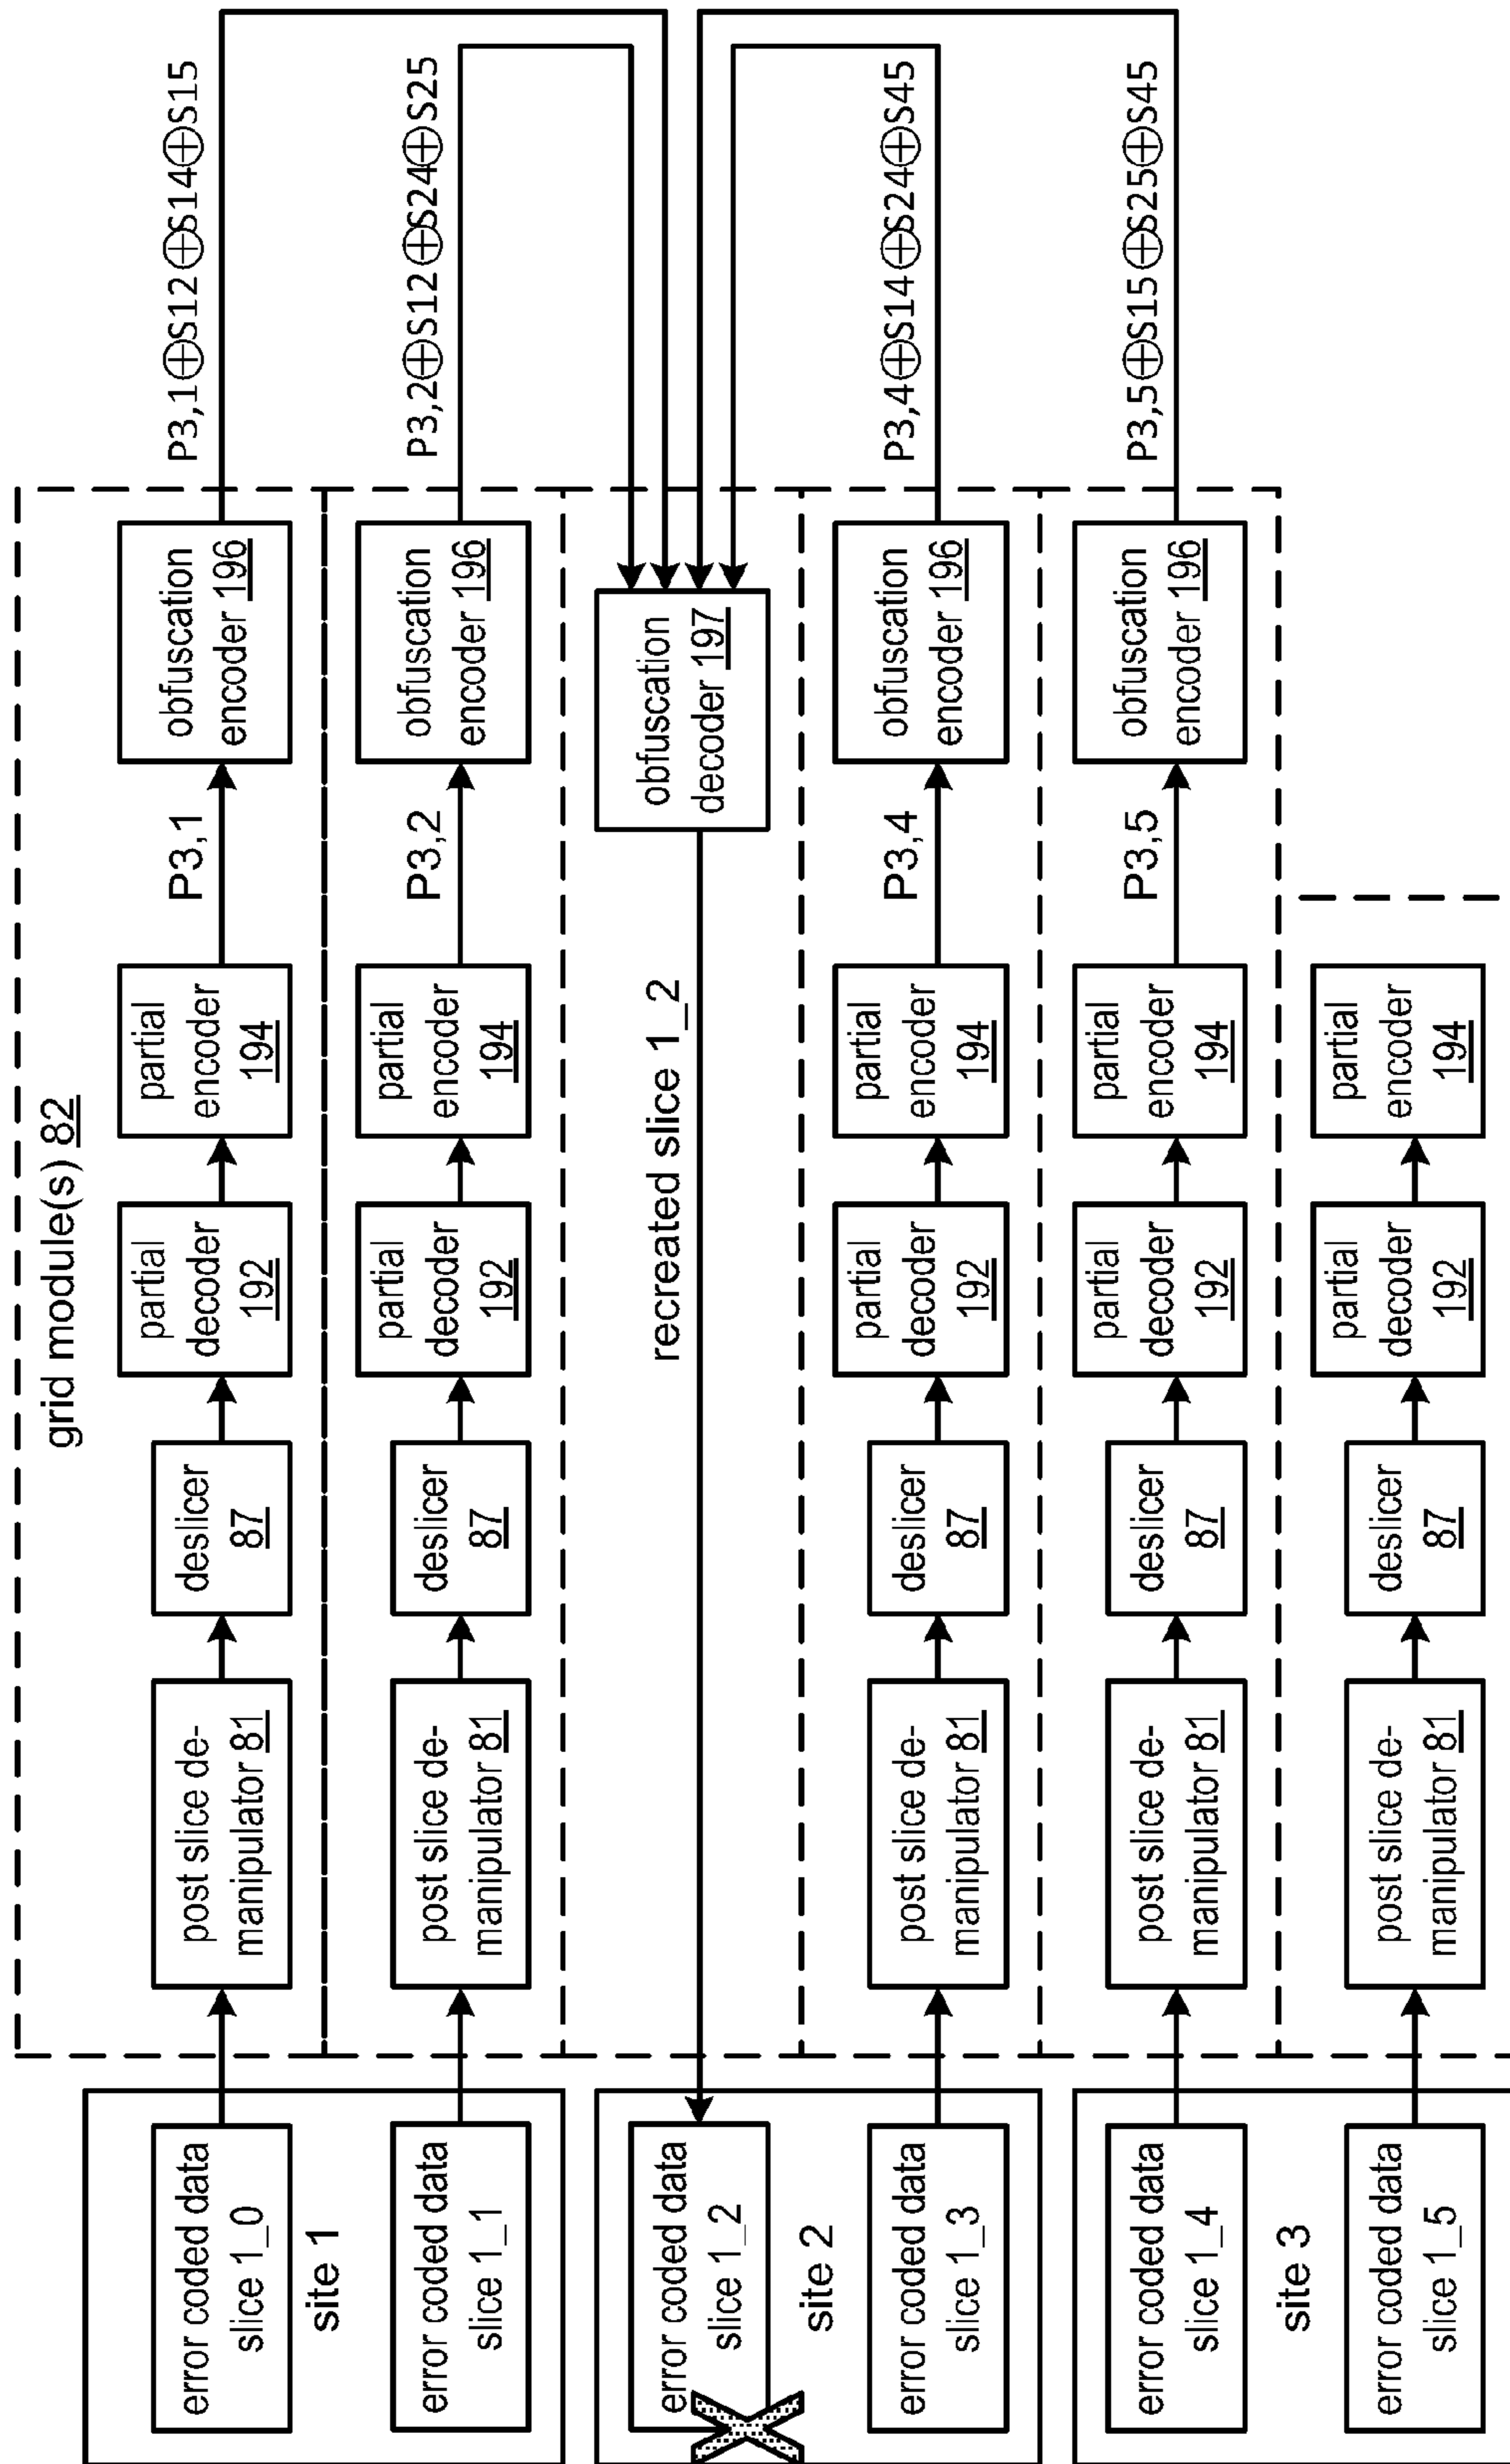 grid module(s) 82
error coded data
slice 1_0
post slice de-
manipulator 81
deslicer
87
partial
decoder
192
partial
encoder
194
P3,1
obfuscation
encoder 196
P3,1⊕S12⊕S14⊕S15
site 1
error coded data
slice 1_1
post slice de-
manipulator 81
deslicer
87
partial
decoder
192
partial
encoder
194
P3,2
obfuscation
encoder 196
P3,2⊕S12⊕S24⊕S25
error coded data
slice 1_2
recreated slice 1_2
obfuscation
decoder 197
site 2
error coded data
slice 1_3
post slice de-
manipulator 81
deslicer
87
partial
decoder
192
partial
encoder
194
P3,4
obfuscation
encoder 196
P3,4⊕S14⊕S24⊕S45
error coded data
slice 1_4
post slice de-
manipulator 81
deslicer
87
partial
decoder
192
partial
encoder
194
P3,5
obfuscation
encoder 196
P3,5⊕S15⊕S25⊕S45
site 3
error coded data
slice 1_5
post slice de-
manipulator 81
deslicer
87
partial
decoder
192
partial
encoder
194